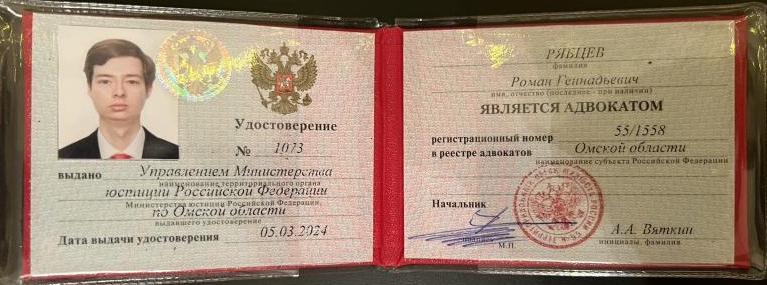 Удостоверение
№ 1073
выдано Управлением Министерства
наименование территориального органа
юстиции Российской Федерации
Министерства юстиции Российской Федерации,
по Омской области
выдавшего удостоверение
Дата выдачи удостоверения 05.03.2024
РЯБЦЕВ
фамилия
Роман Геннадьевич
имя, отчество (последнее - при наличии)
ЯВЛЯЕТСЯ АДВОКАТОМ
регистрационный номер 55/1558
в реестре адвокатов Омской области
наименование субъекта Российской Федерации
Начальник
подпись
М.П.
А.А. Вяткин
инициалы, фамилия